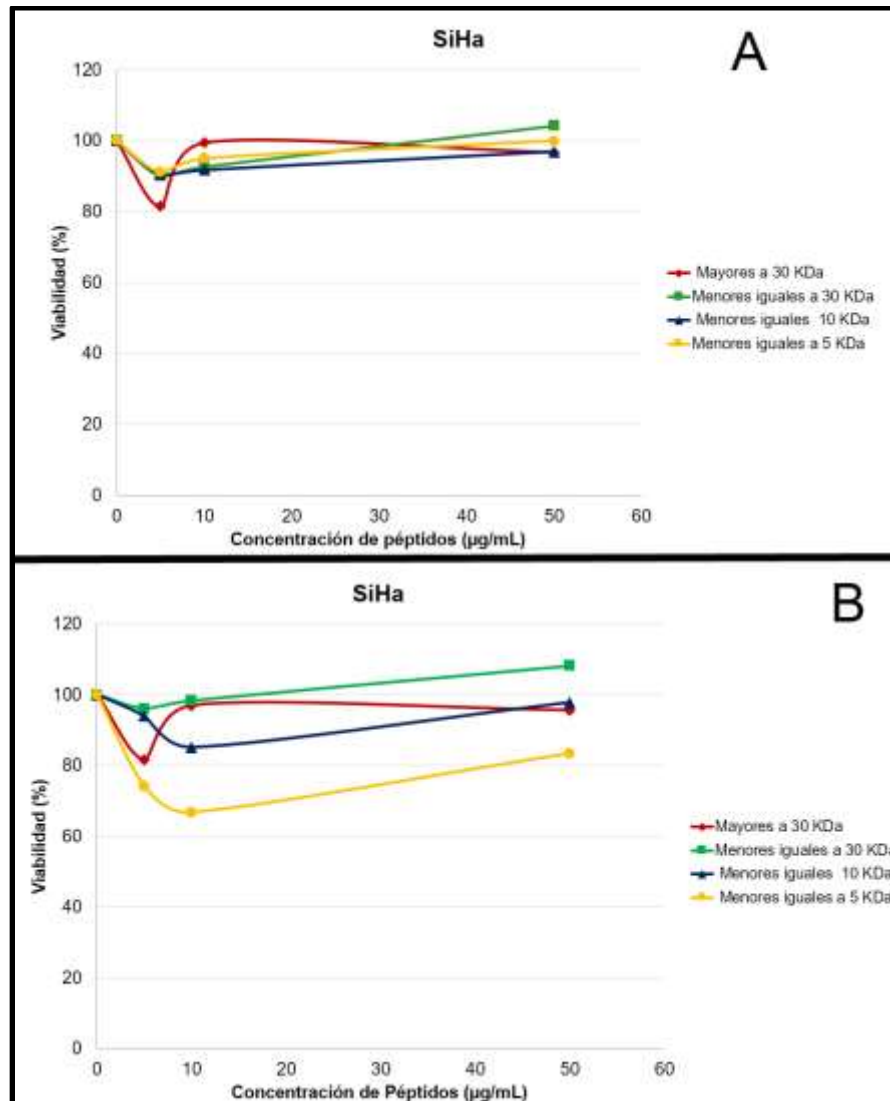 SiHa
A
120
100
80
60
40
20
0
Viabilidad (%)
0 10 20 30 40 50 60
Concentración de péptidos (µg/mL)
Mayores a 30 KDa
Menores iguales a 30 KDa
Menores iguales 10 KDa
Menores iguales a 5 KDa
SiHa
B
120
100
80
60
40
20
0
Viabilidad (%)
0 10 20 30 40 50 60
Concentración de Péptidos (µg/mL)
Mayores a 30 KDa
Menores iguales a 30 KDa
Menores iguales 10 KDa
Menores iguales a 5 KDa